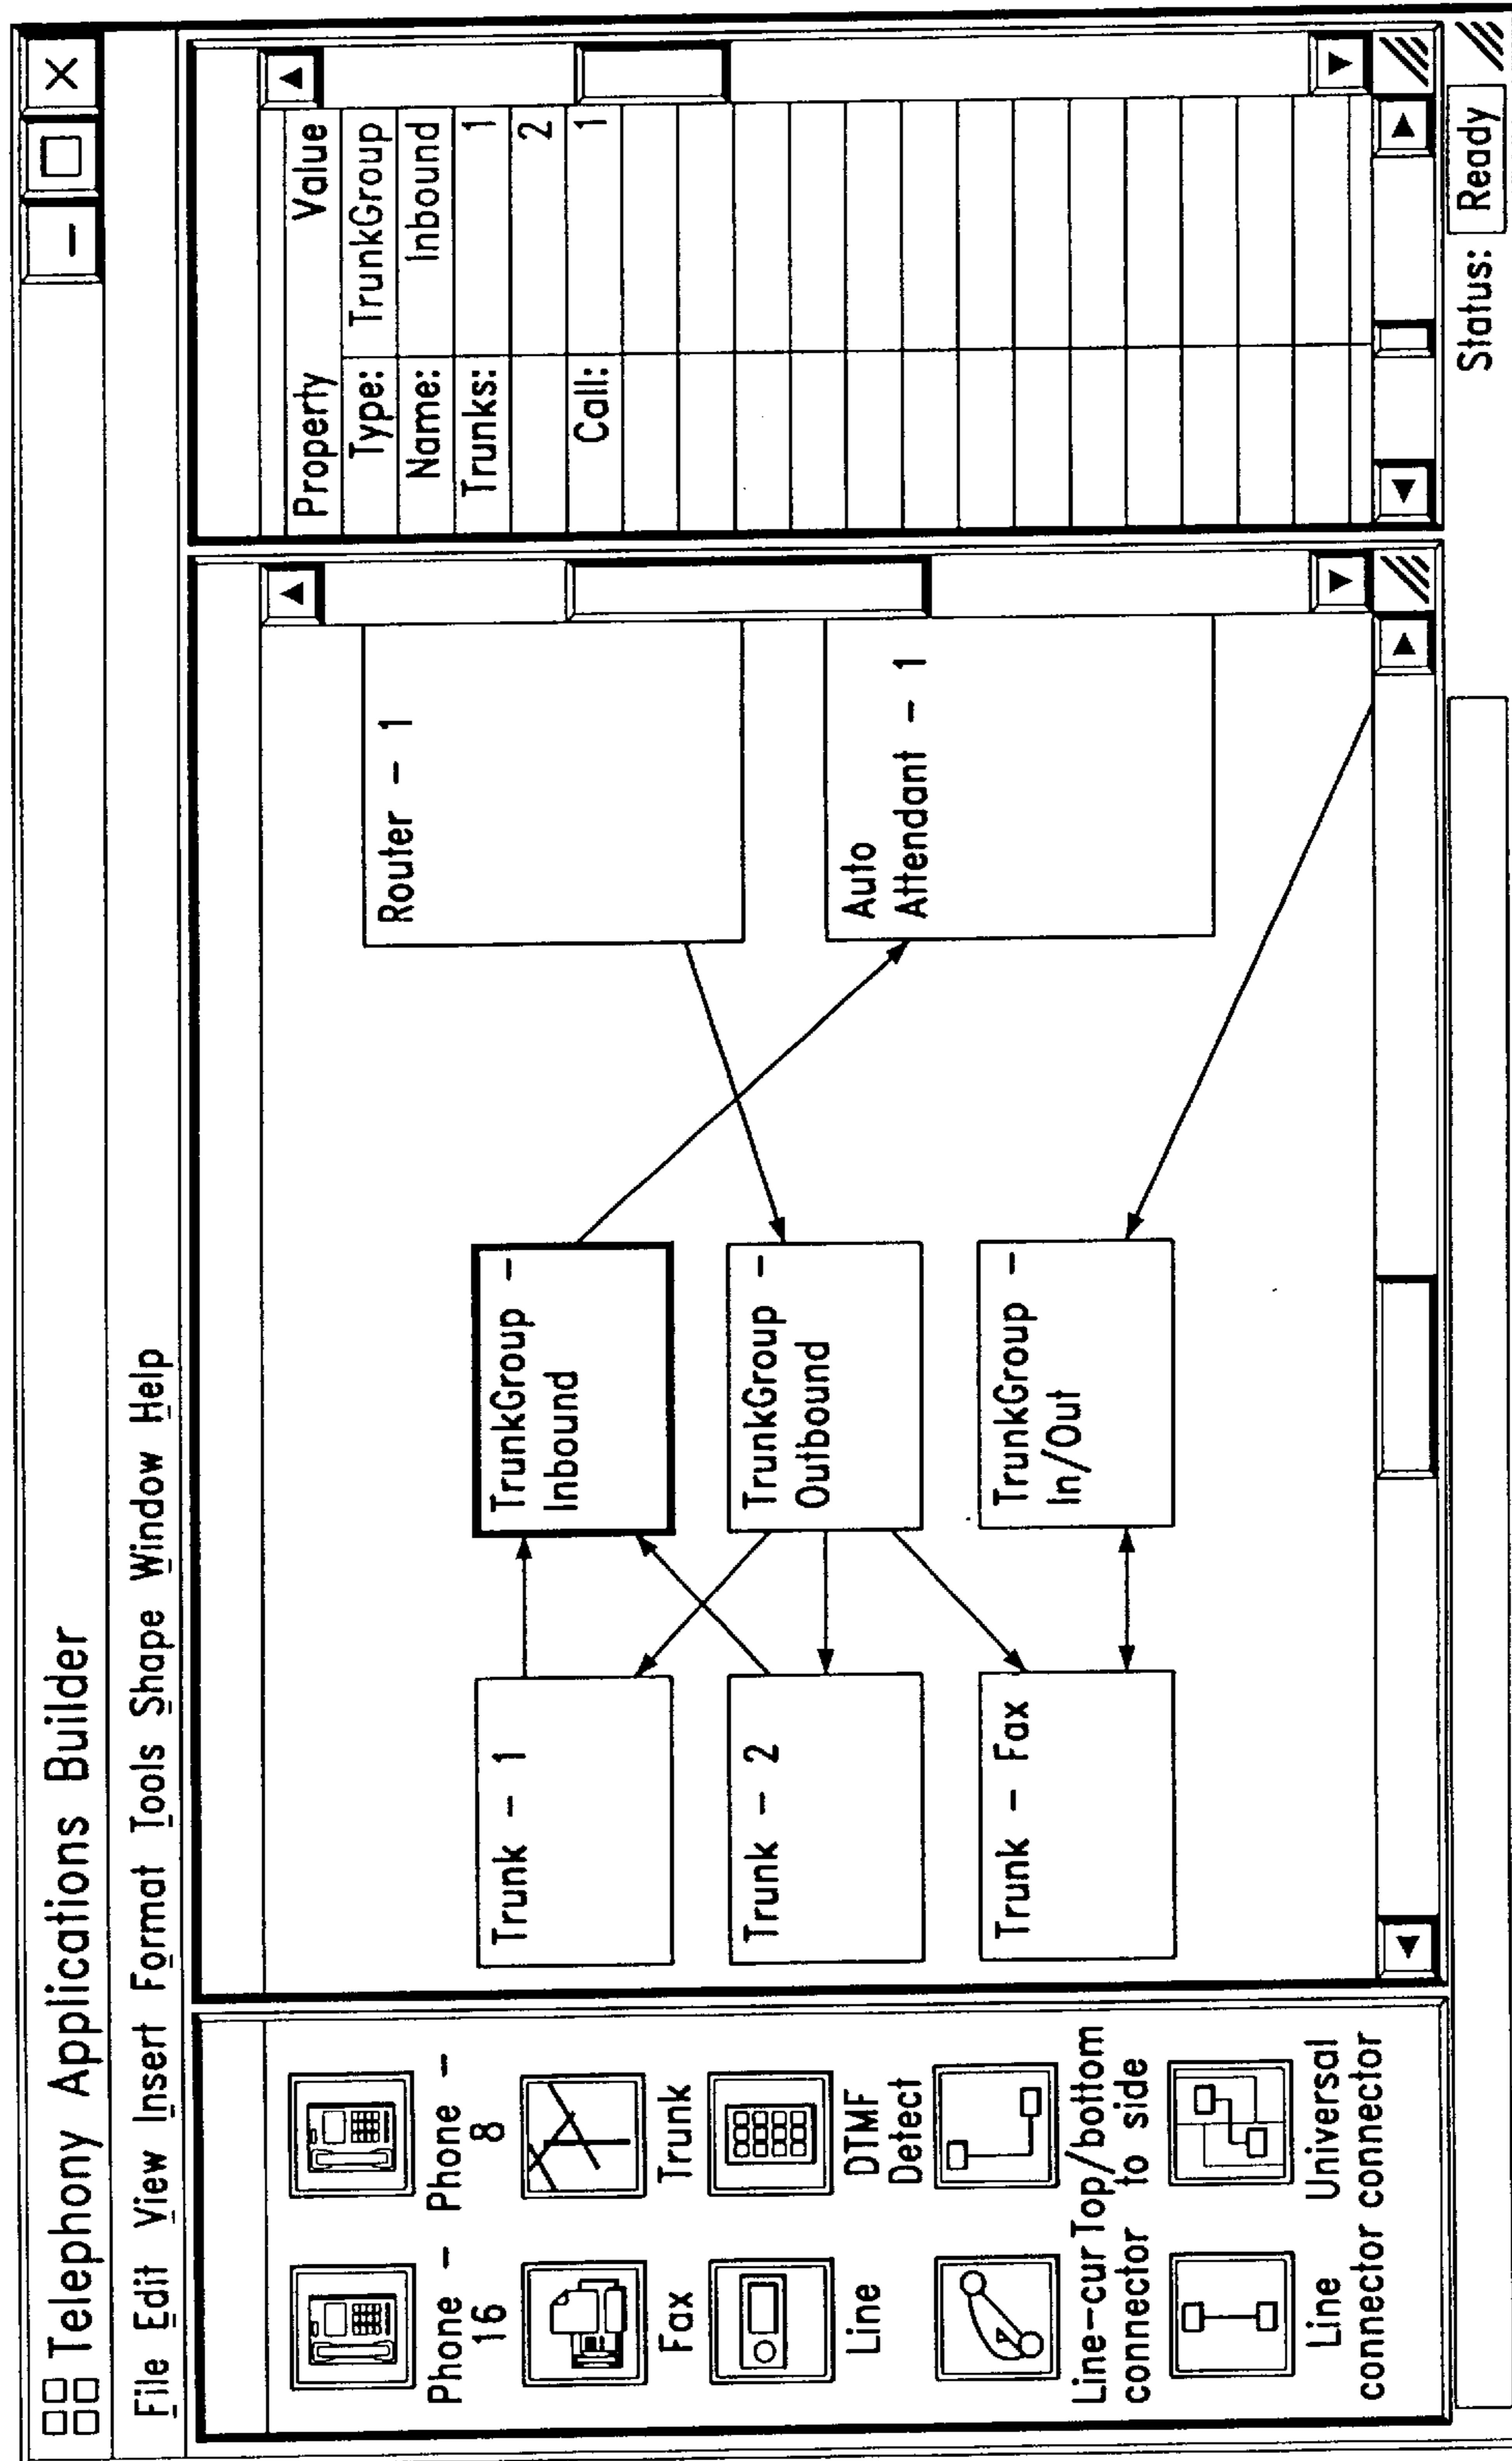 Telephony Applications Builder
File Edit View Insert Format Tools Shape Window Help
Phone - Phone -
16 8
Fax Trunk
Line DTMF
Detect
Line-cur Top/bottom
connector to side
Line Universal
connector connector
Trunk - 1
Trunk - 2
Trunk - Fax
TrunkGroup -
Inbound
TrunkGroup -
Outbound
TrunkGroup -
In/Out
Router - 1
Auto
Attendant - 1
Property Value
Type: TrunkGroup
Name: Inbound
Trunks: 1
2
Call: 1
Status: Ready